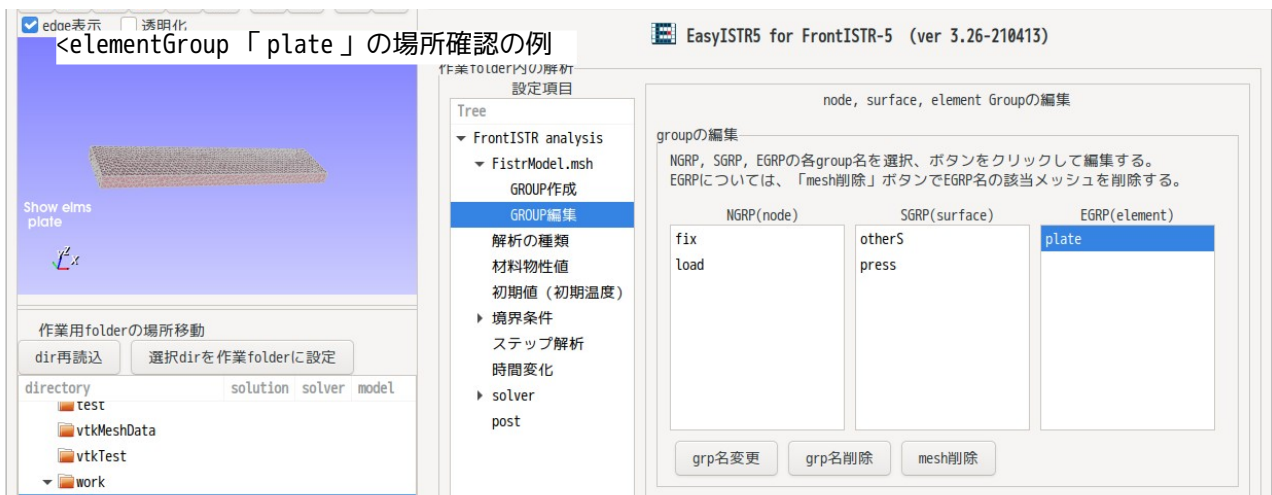 edge表示 透明化
<elementGroup 「plate」の場所確認の例
EasyISTR5 for FrontISTR-5 (ver 3.26-210413)
作業folder内の解析
設定項目
Tree
FrontISTR analysis
FistrModel.msh
GROUP作成
GROUP編集
解析の種類
材料物性値
初期値 (初期温度)
境界条件
ステップ解析
時間変化
solver
post
node, surface, element Groupの編集
groupの編集
NGRP, SGRP, EGRPの各group名を選択、ボタンをクリックして編集する。
EGRPについては、「mesh削除」ボタンでEGRP名の該当メッシュを削除する。
NGRP(node) SGRP(surface) EGRP(element)
fix otherS plate
load press
grp名変更 grp名削除 mesh削除
Show elms
plate
Z
X
作業用folderの場所移動
dir再読込 選択dirを作業folderに設定
directory solution solver model
test
vtkMeshData
vtkTest
work